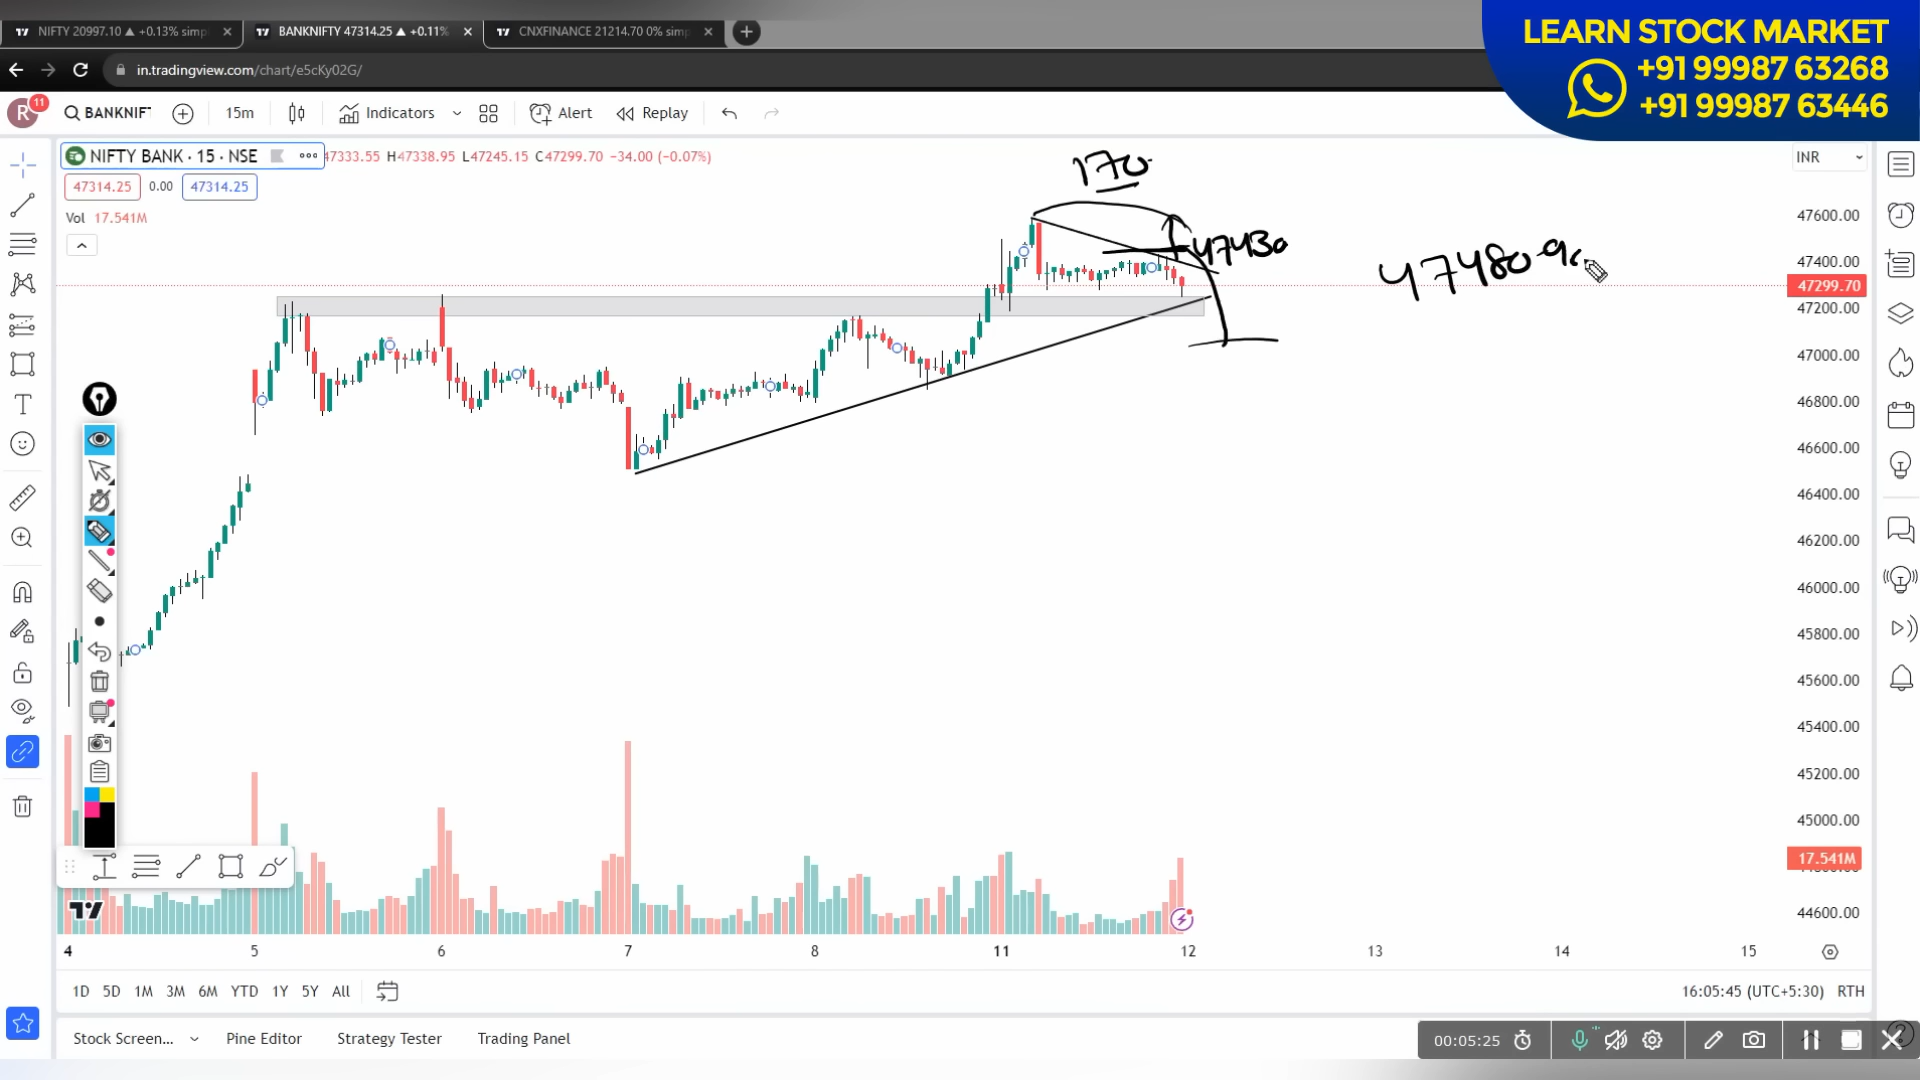 NIFTY 20997.10 ▲ +0.13% simp
BANKNIFTY 47314.25 ▲ +0.11%
CNXFINANCE 21214.70 0% simp
LEARN STOCK MARKET
+91 99987 63268
+91 99987 63446
in.tradingview.com/chart/e5cKy02G/
R 11 BANKNIF 15m Indicators Alert Replay
NIFTY BANK · 15 · NSE 47333.55 H47338.95 L47245.15 C47299.70 −34.00 (−0.07%)
INR
47314.25 0.00 47314.25
Vol 17.541M
170
47430
47480-90
47600.00
47400.00
47299.70
47200.00
47000.00
46800.00
46600.00
46400.00
46200.00
46000.00
45800.00
45600.00
45400.00
45200.00
45000.00
17.541M
44600.00
4 5 6 7 8 11 12 13 14 15
1D 5D 1M 3M 6M YTD 1Y 5Y All
16:05:45 (UTC+5:30) RTH
Stock Screen... Pine Editor Strategy Tester Trading Panel
00:05:25